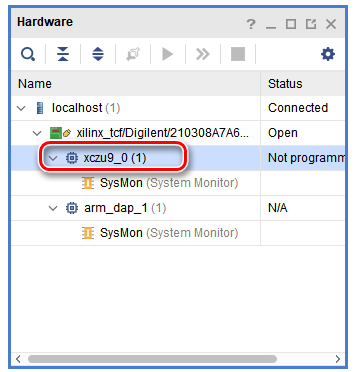 Hardware ? _ □ ⧉ ×
Name Status
localhost (1) Connected
xilinx_tcf/Digilent/210308A7A6... Open
xczu9_0 (1) Not programm
SysMon (System Monitor)
arm_dap_1 (1) N/A
SysMon (System Monitor)